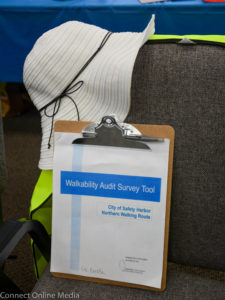 Walkability Audit Survey Tool
City of Safety Harbor
Northern Walking Route
Connect Online Media